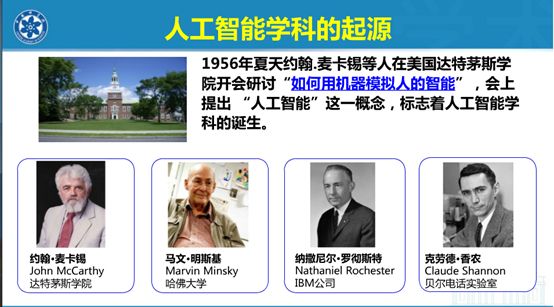 人工智能学科的起源
1956年夏天约翰.麦卡锡等人在美国达特茅斯学
院开会研讨“如何用机器模拟人的智能”，会上
提出 “人工智能”这一概念，标志着人工智能学
科的诞生。
约翰·麦卡锡
John McCarthy
达特茅斯学院
马文·明斯基
Marvin Minsky
哈佛大学
纳撒尼尔·罗彻斯特
Nathaniel Rochester
IBM公司
克劳德·香农
Claude Shannon
贝尔电话实验室